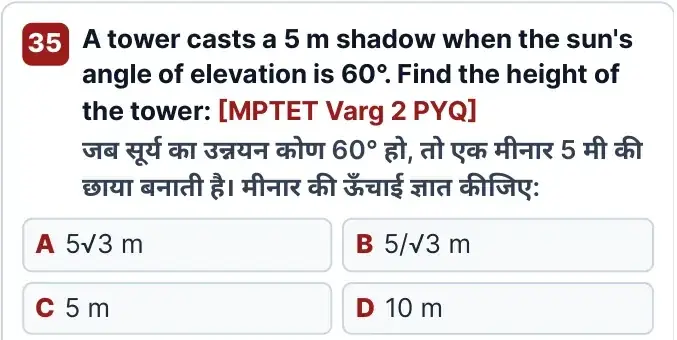 35 A tower casts a 5 m shadow when the sun's
angle of elevation is 60°. Find the height of
the tower: [MPTET Varg 2 PYQ]
जब सूर्य का उन्नयन कोण 60° हो, तो एक मीनार 5 मी की
छाया बनाती है। मीनार की ऊँचाई ज्ञात कीजिए:
A 5√3 m
B 5/√3 m
C 5 m
D 10 m